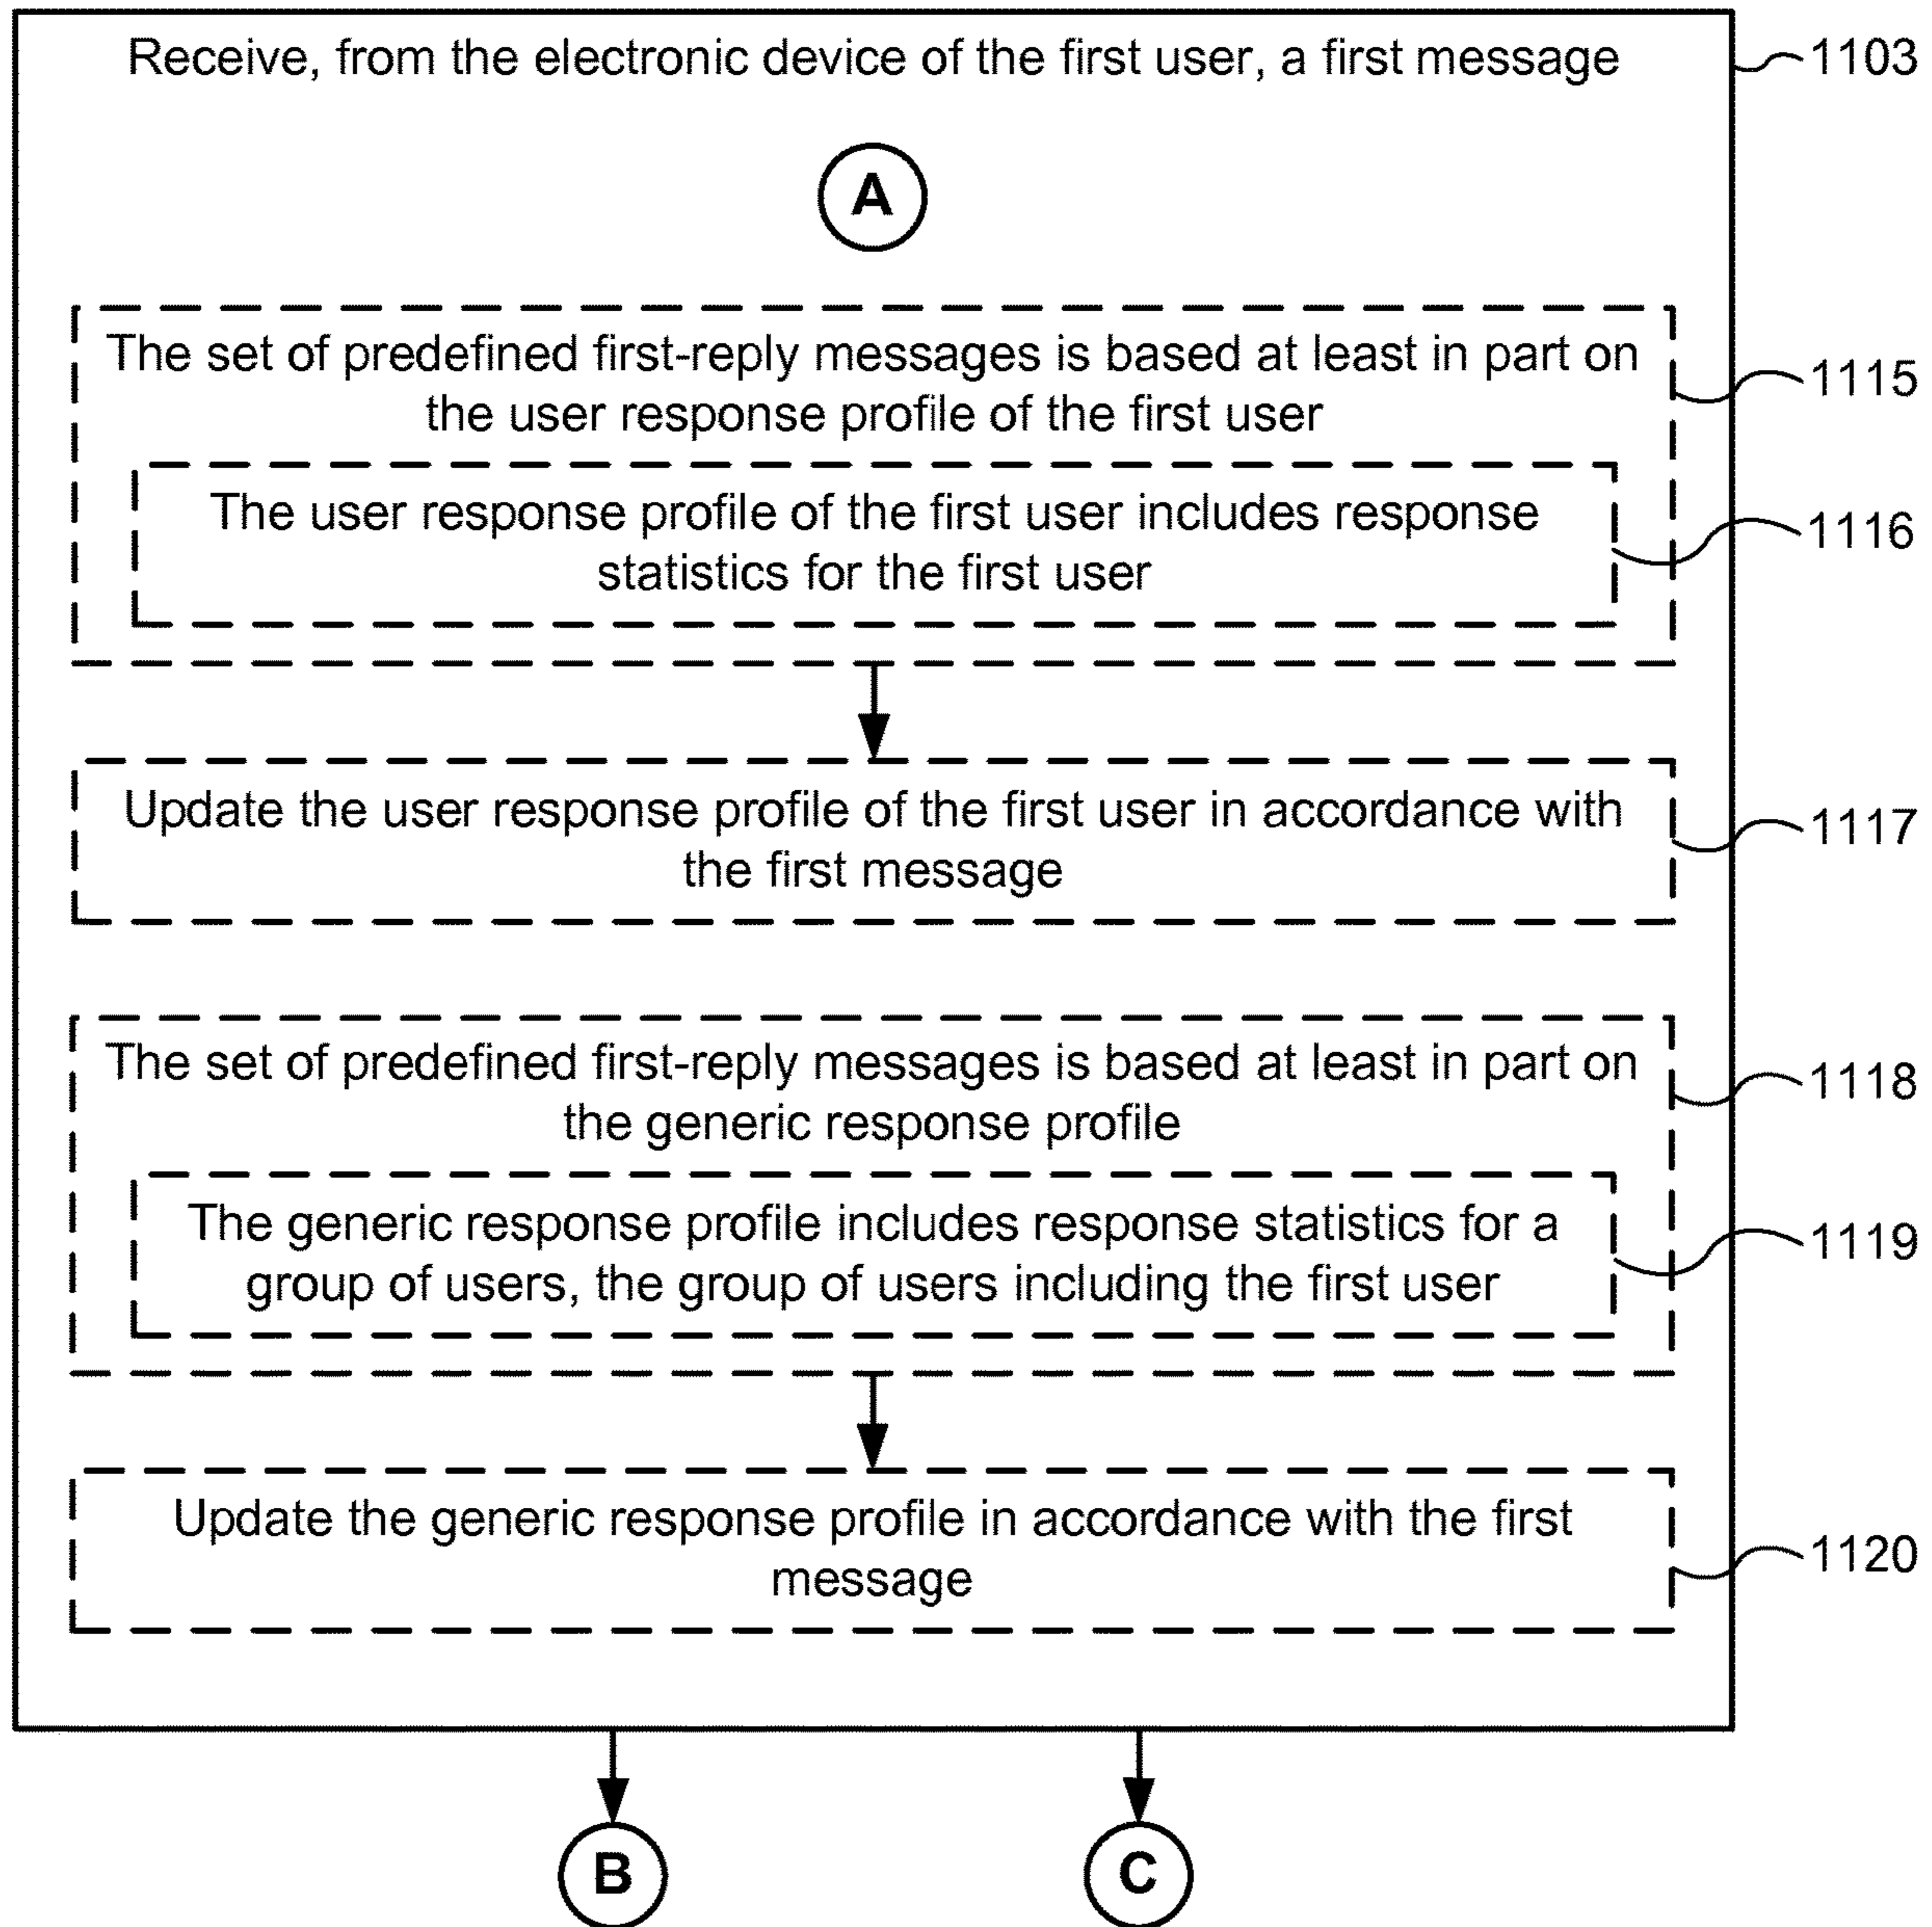 Receive, from the electronic device of the first user, a first message
1103
A
The set of predefined first-reply messages is based at least in part on
the user response profile of the first user
1115
The user response profile of the first user includes response
statistics for the first user
1116
Update the user response profile of the first user in accordance with
the first message
1117
The set of predefined first-reply messages is based at least in part on
the generic response profile
1118
The generic response profile includes response statistics for a
group of users, the group of users including the first user
1119
Update the generic response profile in accordance with the first
message
1120
B
C